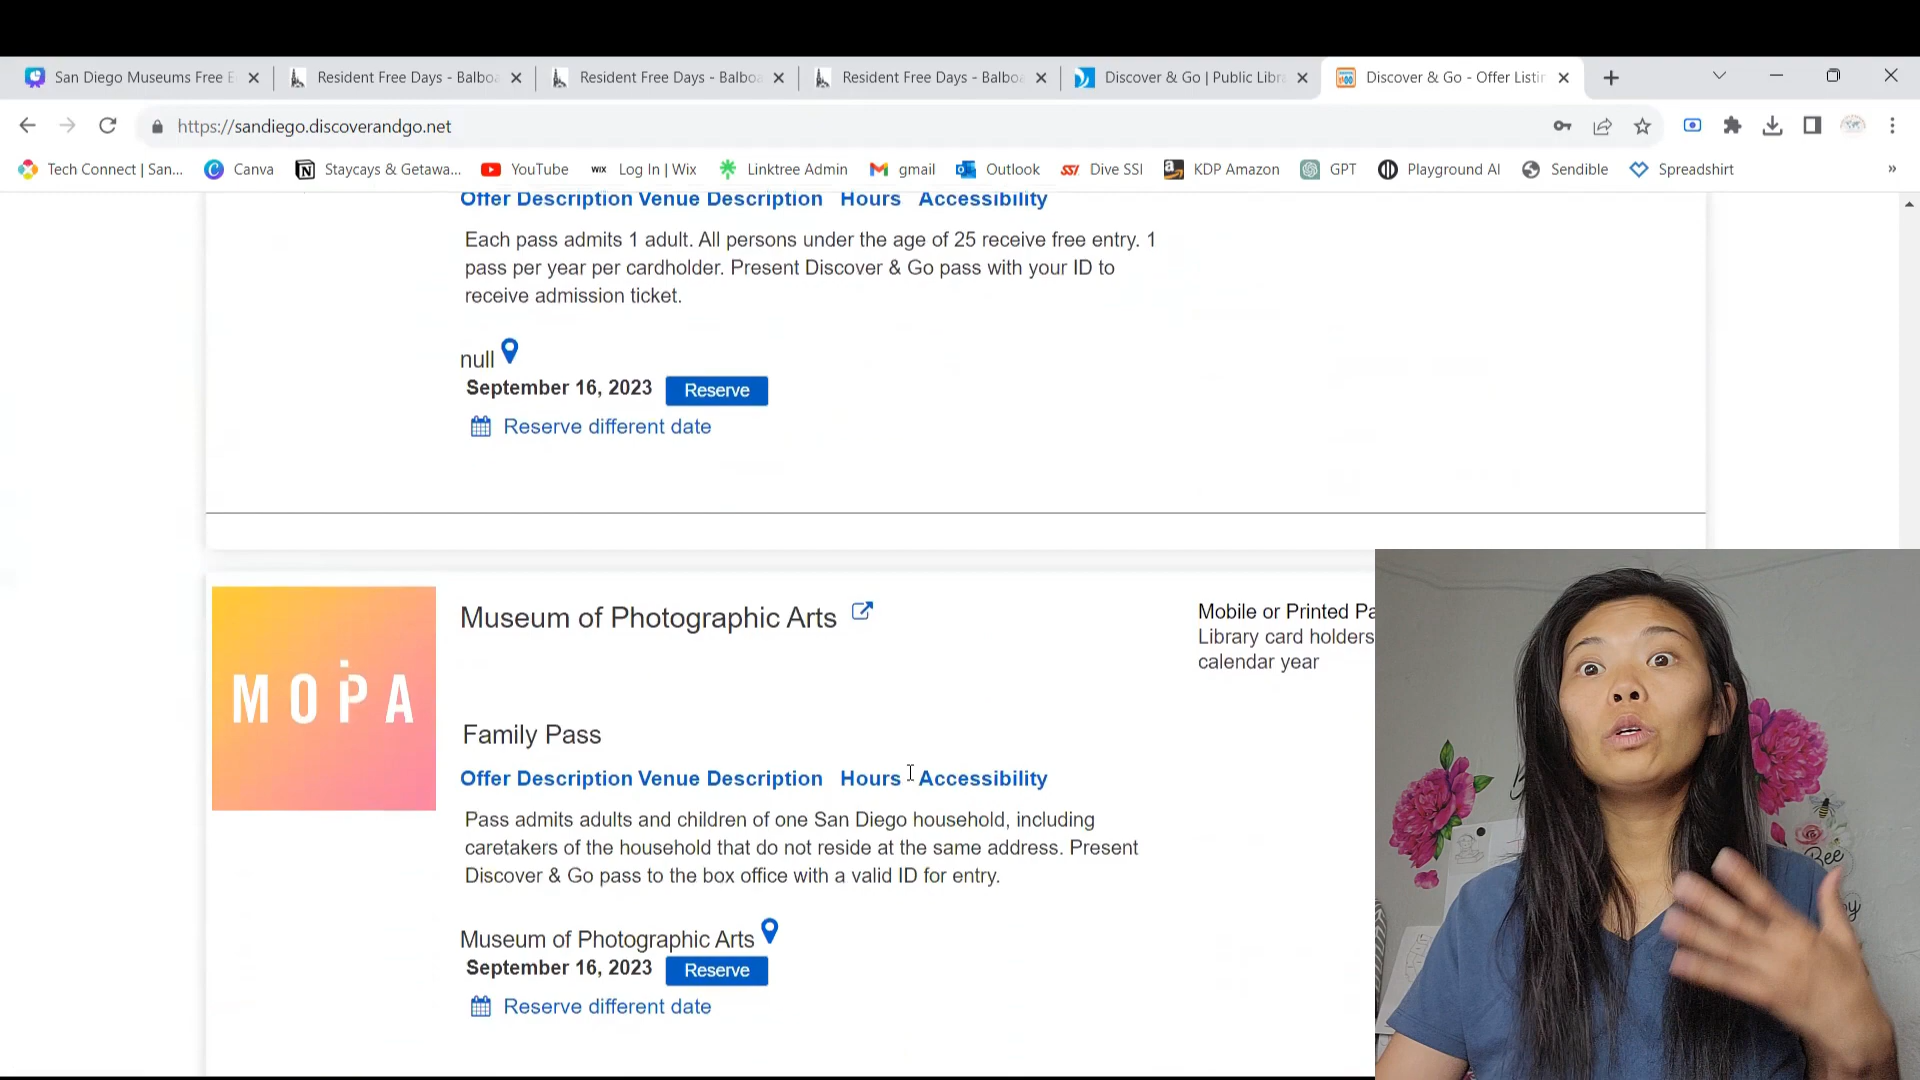 San Diego Museums Free E
Resident Free Days - Balboa
Resident Free Days - Balboa
Resident Free Days - Balboa
Discover & Go | Public Libra
Discover & Go - Offer Listin
https://sandiego.discoverandgo.net
Tech Connect | San...
Canva
Staycays & Getawa...
YouTube
WIX Log In | Wix
Linktree Admin
gmail
Outlook
SSI Dive SSI
KDP Amazon
GPT
Playground AI
Sendible
Spreadshirt
»
Offer Description Venue Description Hours Accessibility
Each pass admits 1 adult. All persons under the age of 25 receive free entry. 1
pass per year per cardholder. Present Discover & Go pass with your ID to
receive admission ticket.
null
September 16, 2023 Reserve
Reserve different date
MOPA
Museum of Photographic Arts
Mobile or Printed Pa
Library card holders
calendar year
Family Pass
Offer Description Venue Description Hours Accessibility
Pass admits adults and children of one San Diego household, including
caretakers of the household that do not reside at the same address. Present
Discover & Go pass to the box office with a valid ID for entry.
Museum of Photographic Arts
September 16, 2023 Reserve
Reserve different date
Bee